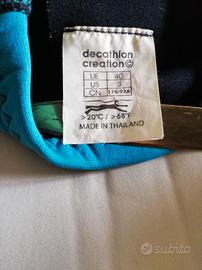 decathlon
creation
UE 40
US 3
CN 175/92A
>20°C / >68°F
MADE IN THAILAND
subito